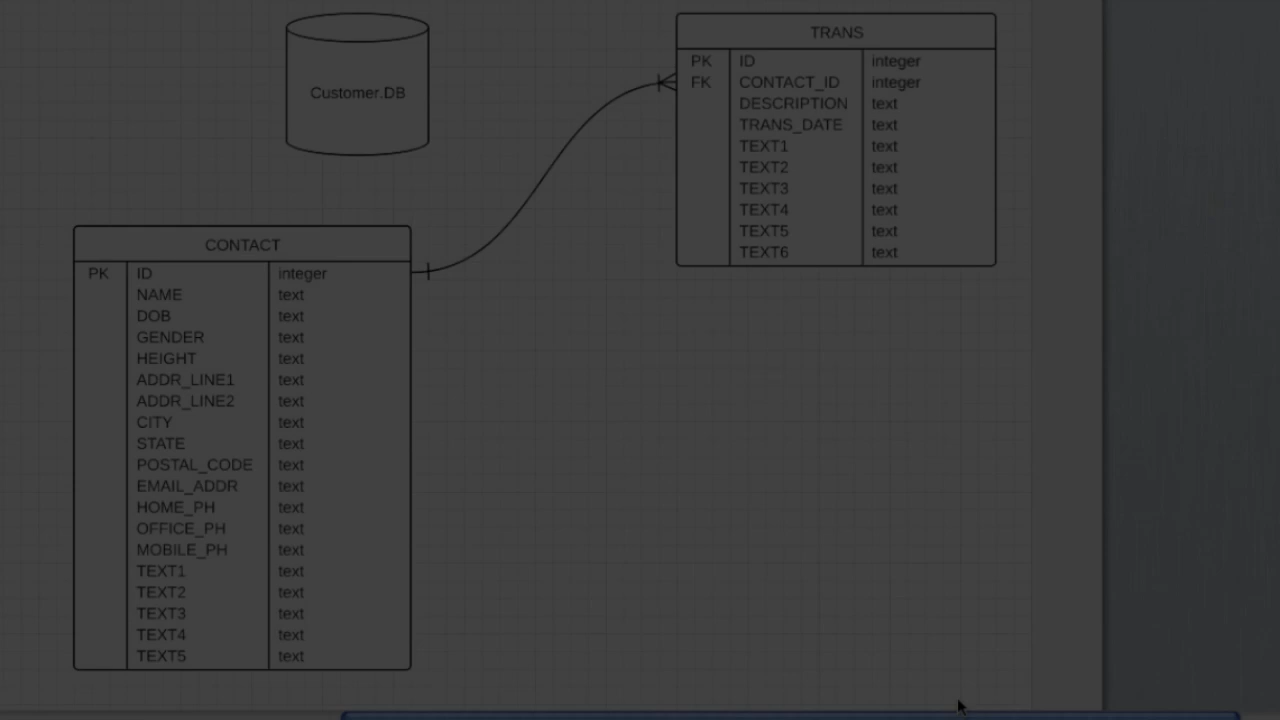 Customer.DB
TRANS
PK ID integer
FK CONTACT_ID integer
DESCRIPTION text
TRANS_DATE text
TEXT1 text
TEXT2 text
TEXT3 text
TEXT4 text
TEXT5 text
TEXT6 text
CONTACT
PK ID integer
NAME text
DOB text
GENDER text
HEIGHT text
ADDR_LINE1 text
ADDR_LINE2 text
CITY text
STATE text
POSTAL_CODE text
EMAIL_ADDR text
HOME_PH text
OFFICE_PH text
MOBILE_PH text
TEXT1 text
TEXT2 text
TEXT3 text
TEXT4 text
TEXT5 text